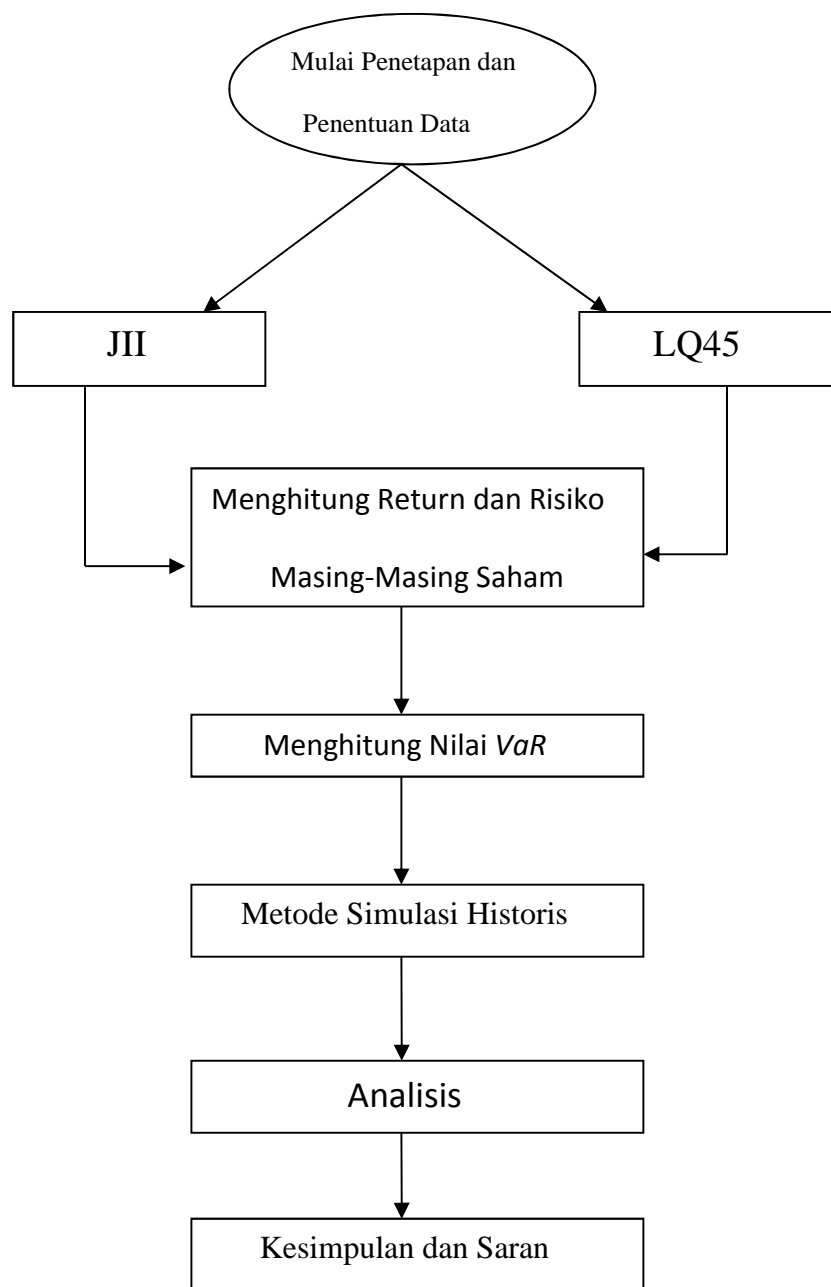 Mulai Penetapan dan
Penentuan Data
JII
LQ45
Menghitung Return dan Risiko
Masing-Masing Saham
Menghitung Nilai VaR
Metode Simulasi Historis
Analisis
Kesimpulan dan Saran